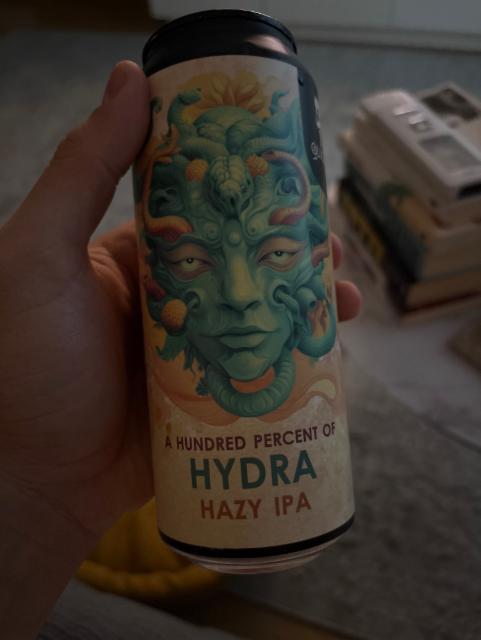 A HUNDRED PERCENT OF
HYDRA
HAZY IPA